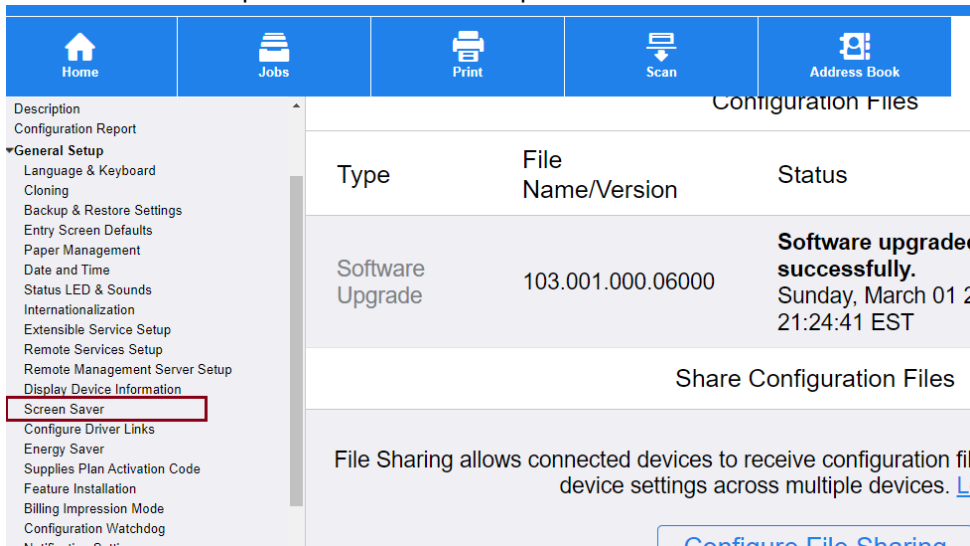 Home
Jobs
Print
Scan
Address Book
Description
Configuration Report
General Setup
Language & Keyboard
Cloning
Backup & Restore Settings
Entry Screen Defaults
Paper Management
Date and Time
Status LED & Sounds
Internationalization
Extensible Service Setup
Remote Services Setup
Remote Management Server Setup
Display Device Information
Screen Saver
Configure Driver Links
Energy Saver
Supplies Plan Activation Code
Feature Installation
Billing Impression Mode
Configuration Watchdog
Configuration Files
Type
File
Name/Version
Status
Software
Upgrade
103.001.000.06000
Software upgraded
successfully.
Sunday, March 01 2
21:24:41 EST
Share Configuration Files
File Sharing allows connected devices to receive configuration fil
device settings across multiple devices. L
Configure File Sharing